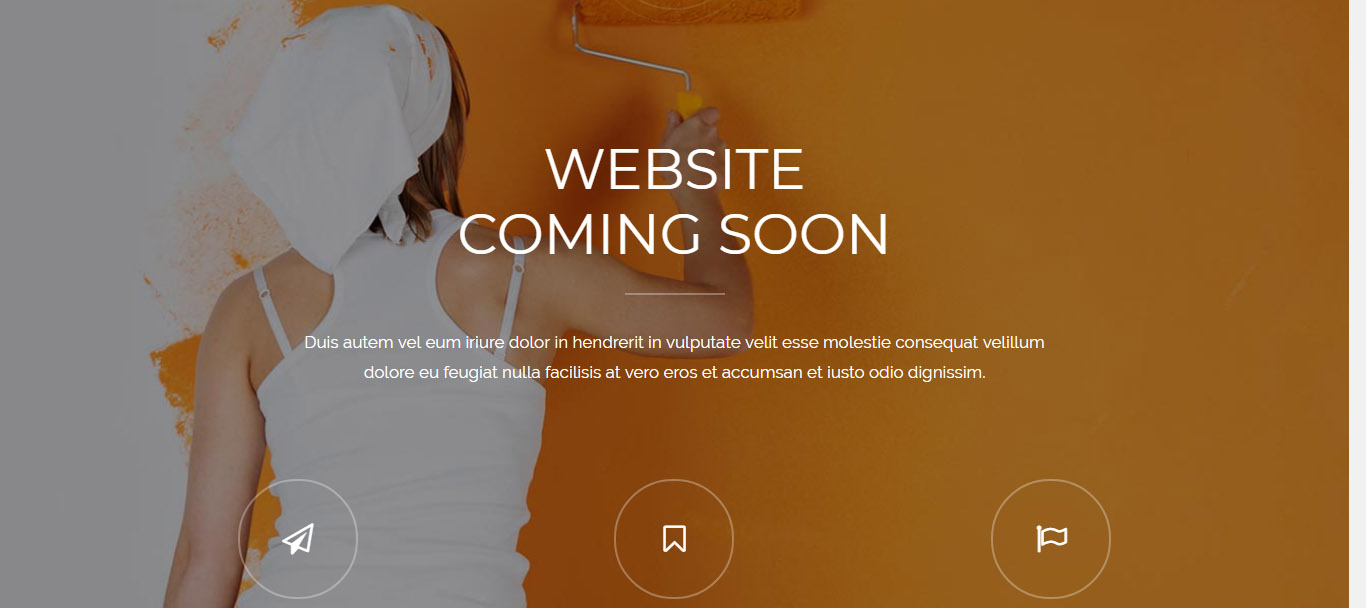 WEBSITE
COMING SOON
Duis autem vel eum iriure dolor in hendrerit in vulputate velit esse molestie consequat velillum
dolore eu feugiat nulla facilisis at vero eros et accumsan et iusto odio dignissim.